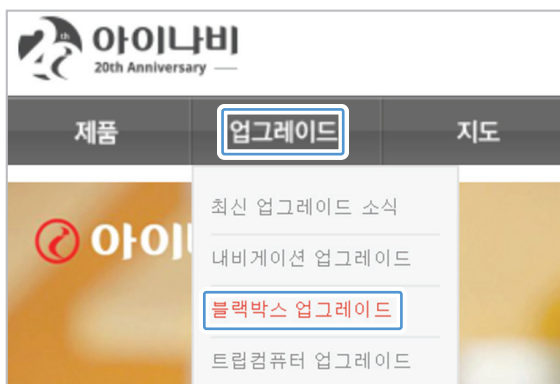 20th
아이나비
20th Anniversary
제품
업그레이드
지도
최신 업그레이드 소식
아이
내비게이션 업그레이드
블랙박스 업그레이드
트립컴퓨터 업그레이드